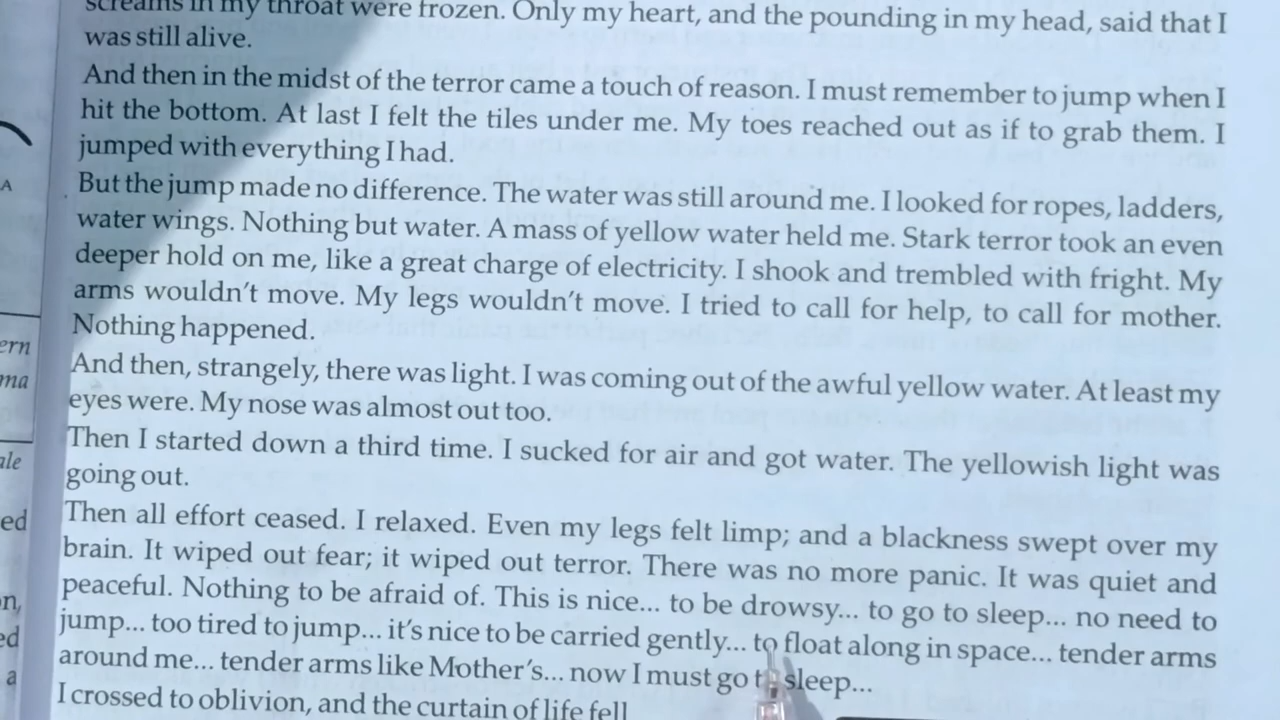 screams in my throat were frozen. Only my heart, and the pounding in my head, said that I
was still alive.
And then in the midst of the terror came a touch of reason. I must remember to jump when I
hit the bottom. At last I felt the tiles under me. My toes reached out as if to grab them. I
jumped with everything I had.
But the jump made no difference. The water was still around me. I looked for ropes, ladders,
water wings. Nothing but water. A mass of yellow water held me. Stark terror took an even
deeper hold on me, like a great charge of electricity. I shook and trembled with fright. My
arms wouldn't move. My legs wouldn't move. I tried to call for help, to call for mother.
Nothing happened.
And then, strangely, there was light. I was coming out of the awful yellow water. At least my
eyes were. My nose was almost out too.
Then I started down a third time. I sucked for air and got water. The yellowish light was
going out.
Then all effort ceased. I relaxed. Even my legs felt limp; and a blackness swept over my
brain. It wiped out fear; it wiped out terror. There was no more panic. It was quiet and
peaceful. Nothing to be afraid of. This is nice... to be drowsy... to go to sleep... no need to
jump... too tired to jump... it's nice to be carried gently... to float along in space... tender arms
around me... tender arms like Mother's... now I must go to sleep...
I crossed to oblivion, and the curtain of life fell